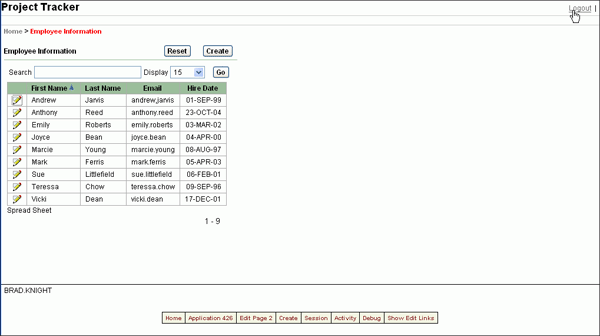 Project Tracker
Logout |
Home > Employee Information
Employee Information Reset Create
Search Display 15 Go
First Name Last Name Email Hire Date
Andrew Jarvis andrew.jarvis 01-SEP-99
Anthony Reed anthony.reed 23-OCT-04
Emily Roberts emily.roberts 03-MAR-02
Joyce Bean joyce.bean 04-APR-00
Marcie Young marcie.young 08-AUG-97
Mark Ferris mark.ferris 05-APR-03
Sue Littlefield sue.littlefield 06-FEB-01
Teressa Chow teressa.chow 09-SEP-96
Vicki Dean vicki.dean 17-DEC-01
Spread Sheet
1 - 9
BRAD.KNIGHT
Home Application 426 Edit Page 2 Create Session Activity Debug Show Edit Links